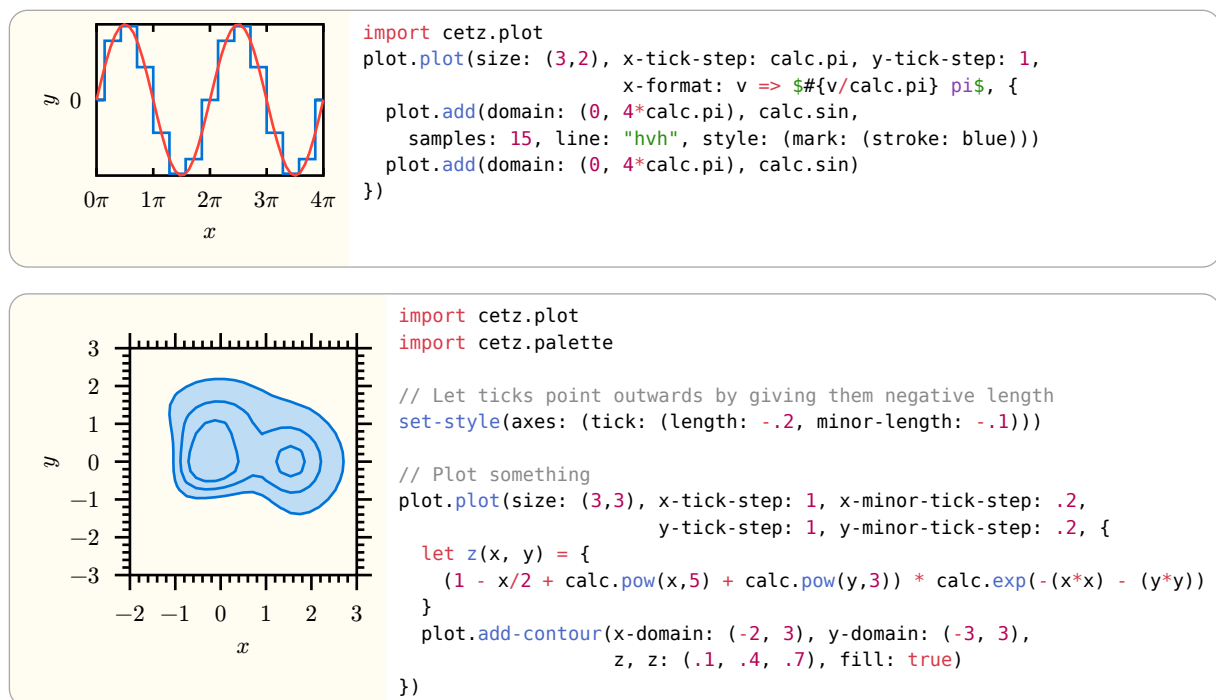 y
0
0π 1π 2π 3π 4π
x
import cetz.plot
plot.plot(size: (3,2), x-tick-step: calc.pi, y-tick-step: 1,
x-format: v => $#{v/calc.pi} pi$, {
plot.add(domain: (0, 4*calc.pi), calc.sin,
samples: 15, line: "hvh", style: (mark: (stroke: blue)))
plot.add(domain: (0, 4*calc.pi), calc.sin)
})
3
2
1
y
0
−1
−2
−3
−2 −1 0 1 2 3
x
import cetz.plot
import cetz.palette
// Let ticks point outwards by giving them negative length
set-style(axes: (tick: (length: -.2, minor-length: -.1)))
// Plot something
plot.plot(size: (3,3), x-tick-step: 1, x-minor-tick-step: .2,
y-tick-step: 1, y-minor-tick-step: .2, {
let z(x, y) = {
(1 - x/2 + calc.pow(x,5) + calc.pow(y,3)) * calc.exp(-(x*x) - (y*y))
}
plot.add-contour(x-domain: (-2, 3), y-domain: (-3, 3),
z, z: (.1, .4, .7), fill: true)
})